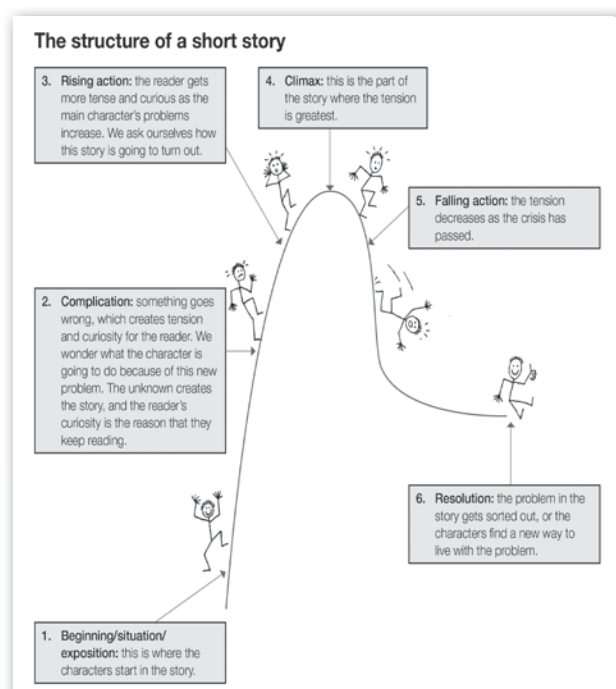 The structure of a short story
3. Rising action: the reader gets
more tense and curious as the
main character's problems
increase. We ask ourselves how
this story is going to turn out.
4. Climax: this is the part of
the story where the tension
is greatest.
5. Falling action: the tension
decreases as the crisis has
passed.
2. Complication: something goes
wrong, which creates tension
and curiosity for the reader. We
wonder what the character is
going to do because of this new
problem. The unknown creates
the story, and the reader's
curiosity is the reason that they
keep reading.
6. Resolution: the problem in the
story gets sorted out, or the
characters find a new way to
live with the problem.
1. Beginning/situation/
exposition: this is where the
characters start in the story.